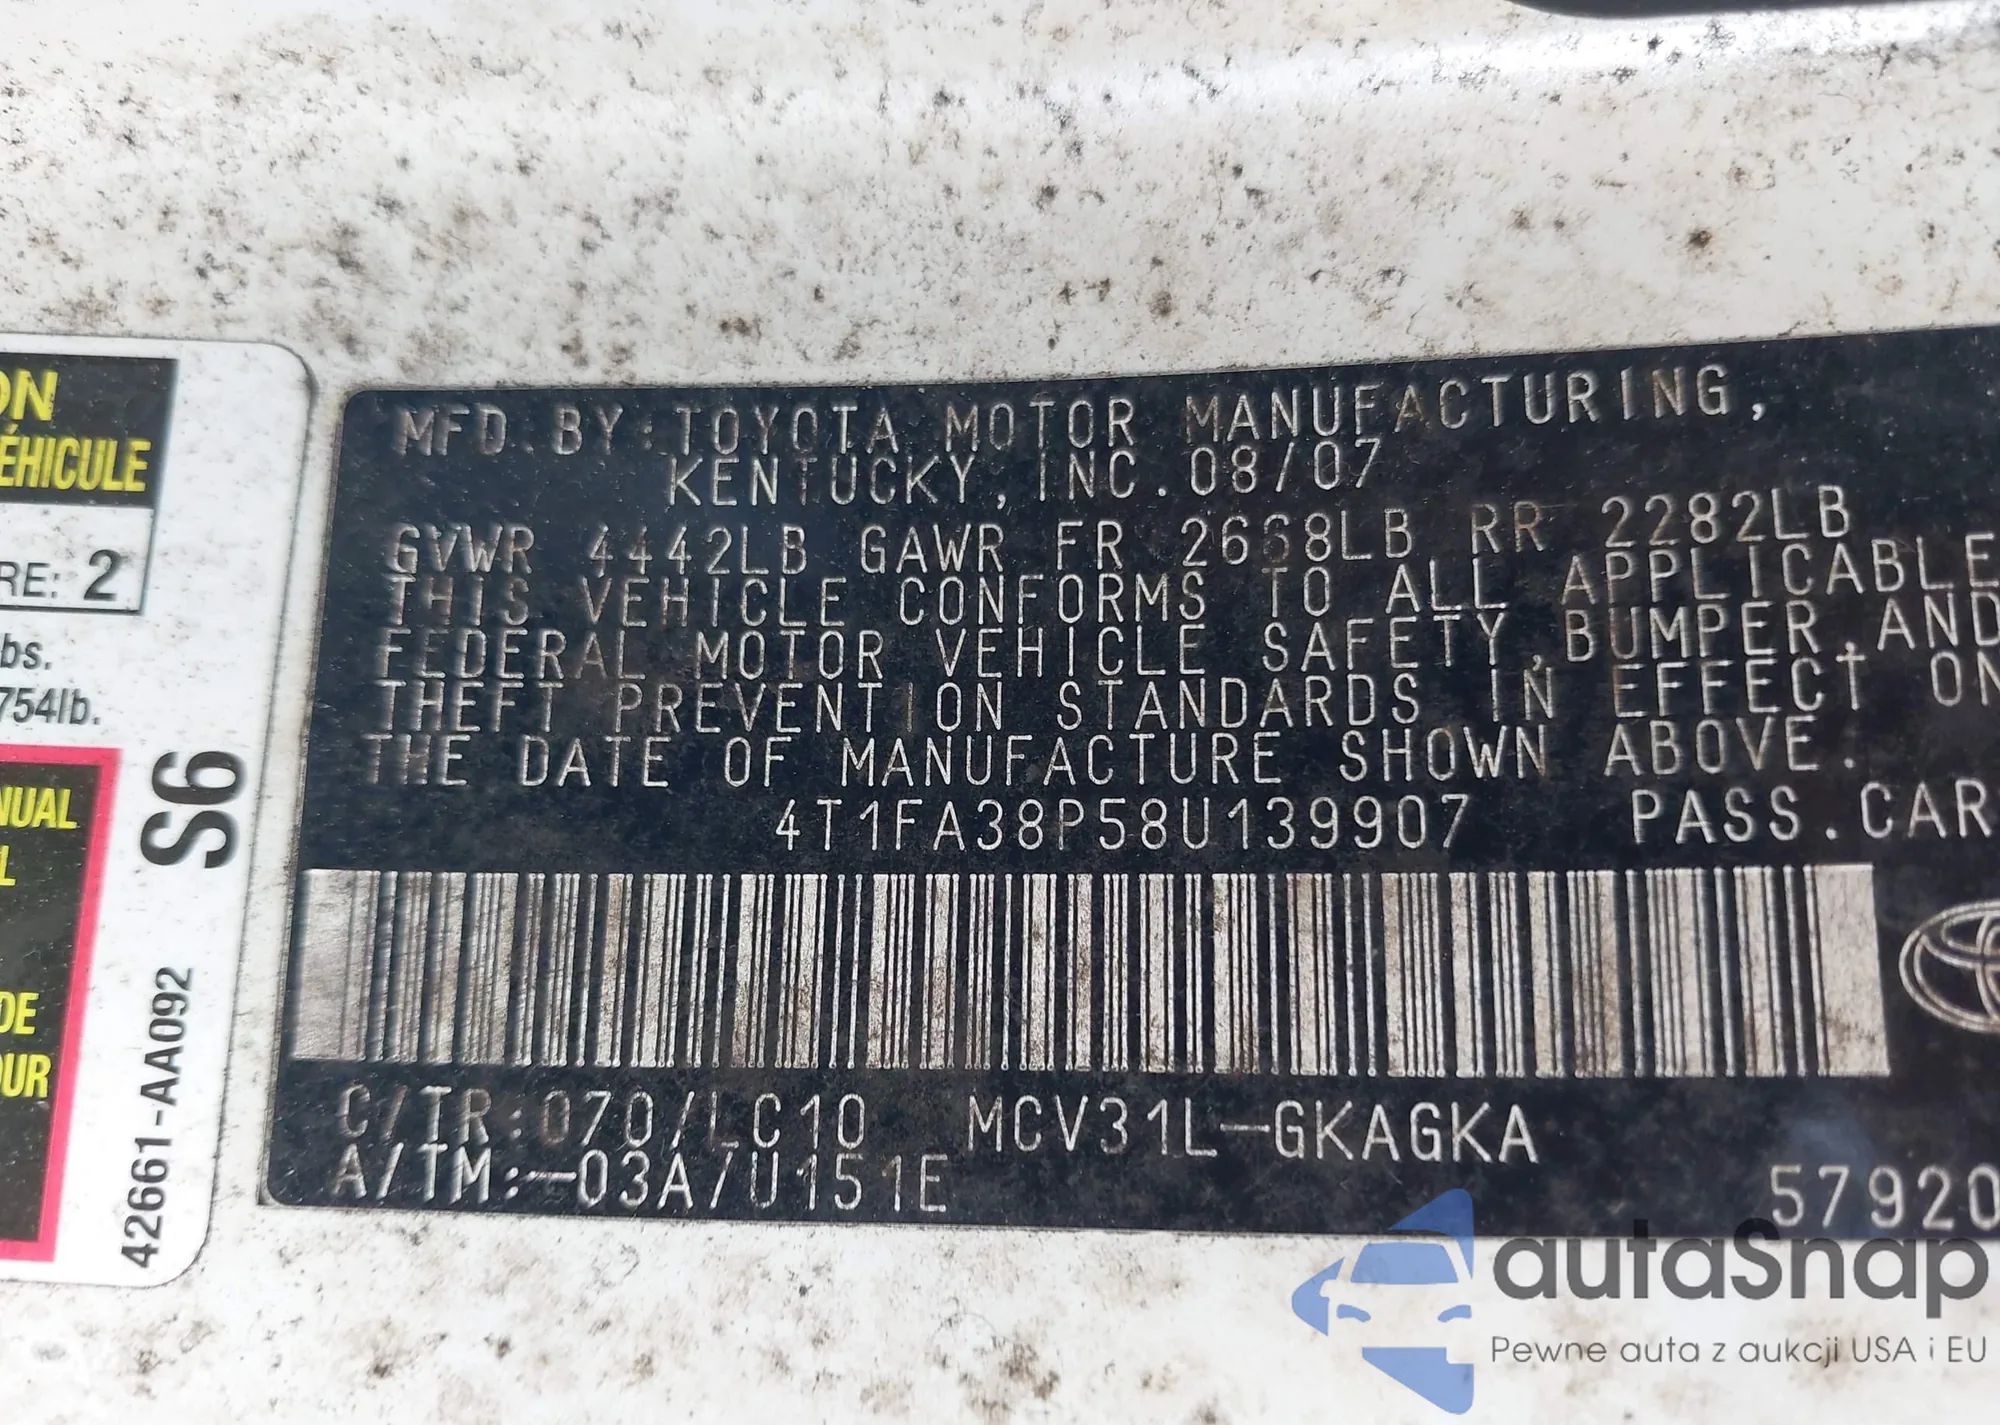 ON
ÉHICULE
RE: 2
bs.
754lb.
NUAL
L
DE
OUR
S6
42661-AA092
MFD.BY:TOYOTA MOTOR MANUFACTURING,
KENTUCKY, INC.08/07
GVWR 4442LB GAWR FR 2668LB RR 2282LB
THIS VEHICLE CONFORMS TO ALL APPLICABLE
FEDERAL MOTOR VEHICLE SAFETY,BUMPER,AND
THEFT PREVENTION STANDARDS IN EFFECT ON
THE DATE OF MANUFACTURE SHOWN ABOVE.
4T1FA38P58U139907 PASS.CAR
C/TR:070/LC10 MCV31L-GKAGKA
A/TM:-03A/U151E
57920
autaSnap
Pewne auta z aukcji USA i EU